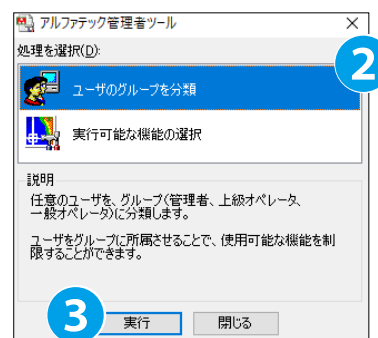 アルファテック管理者ツール
処理を選択(D):
2
ユーザのグループを分類
実行可能な機能の選択
説明
任意のユーザを、グループ(管理者、上級オペレータ、
一般オペレータ)に分類します。
ユーザをグループに所属させることで、使用可能な機能を制
限することができます。
3
実行
閉じる